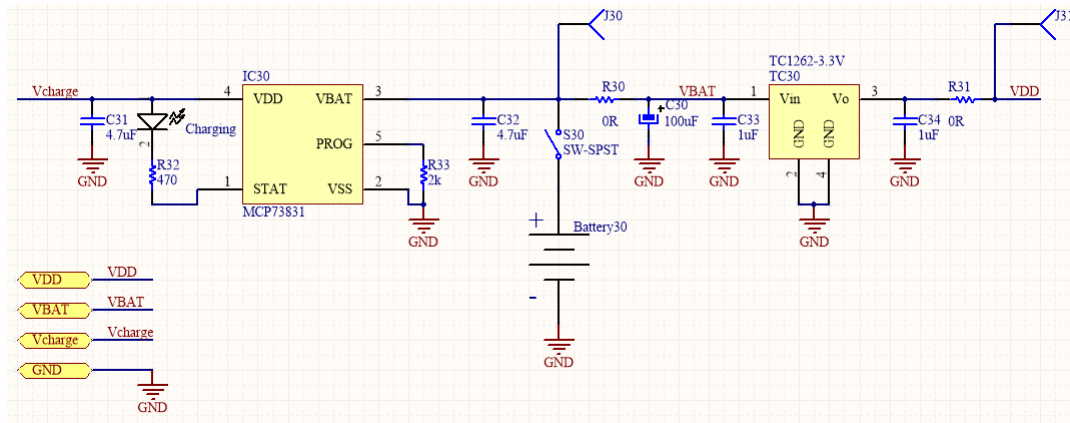 J30
J31
TC1262-3.3V
IC30
TC30
Vcharge
4
VDD
VBAT
3
R30
VBAT
1
Vin
Vo
3
R31
VDD
C31
4.7uF
Charging
C32
4.7uF
0R
C30
100uF
+
C33
1uF
GND
GND
C34
1uF
0R
2
PROG
5
S30
SW-SPST
R32
470
R33
2k
GND
1
STAT
VSS
2
GND
GND
GND
2
4
GND
MCP73831
GND
GND
+
Battery30
-
VDD
VDD
VBAT
VBAT
Vcharge
Vcharge
GND
GND
GND